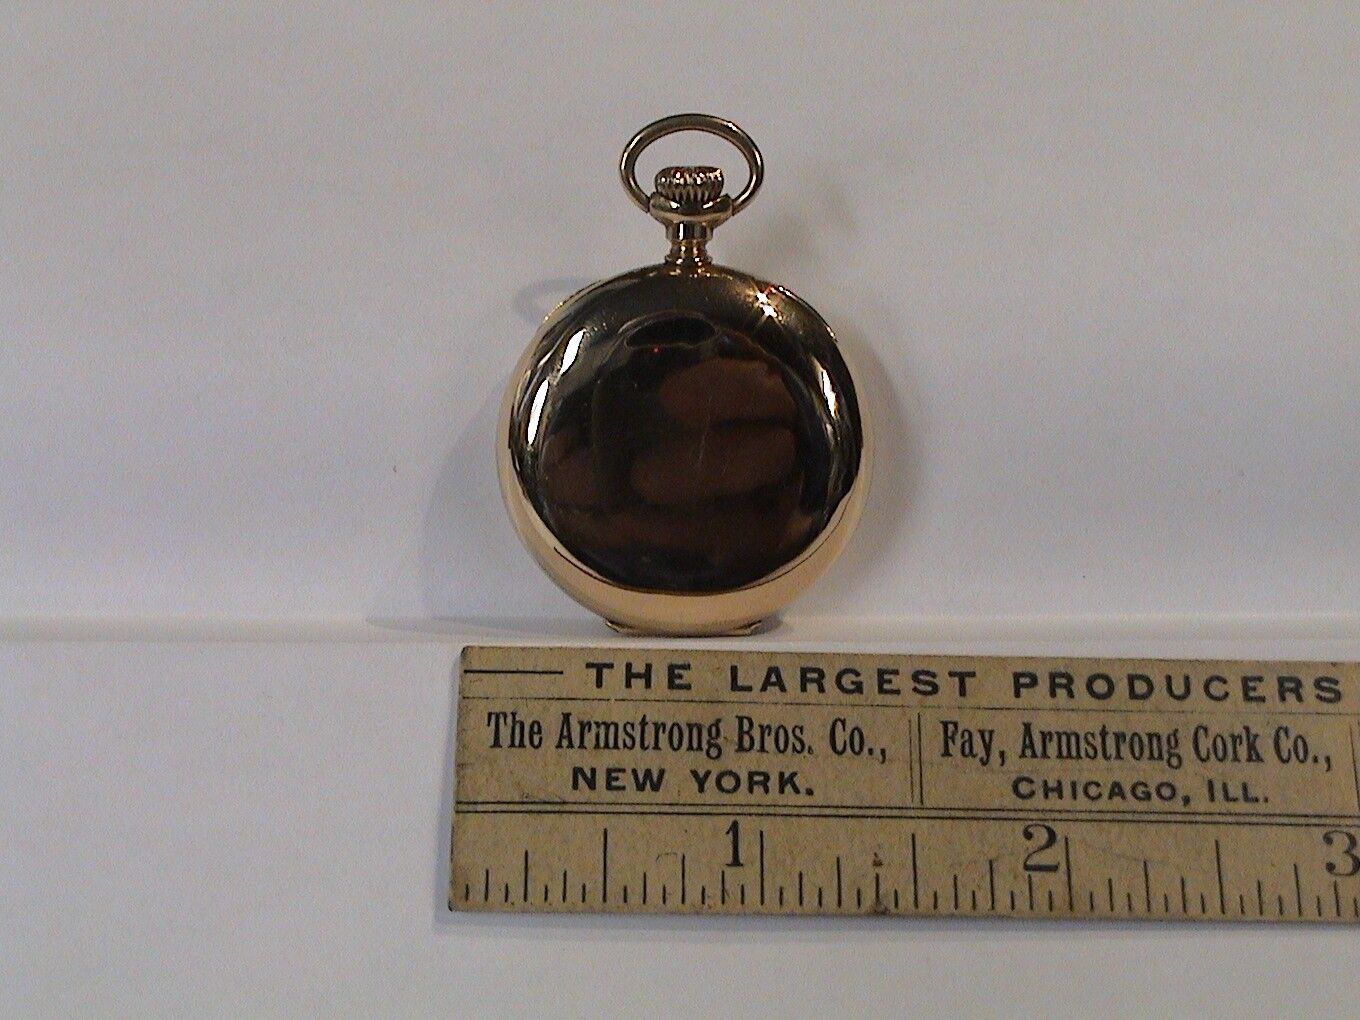 THE LARGEST PRODUCERS
The Armstrong Bros. Co.,
NEW YORK.
Fay, Armstrong Cork Co.,
CHICAGO, ILL.
1 2 3